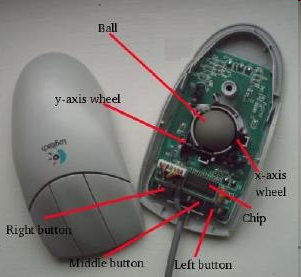 Ball
y-axis wheel
x-axis
wheel
Chip
Right button
Middle button
Left button
Logitech